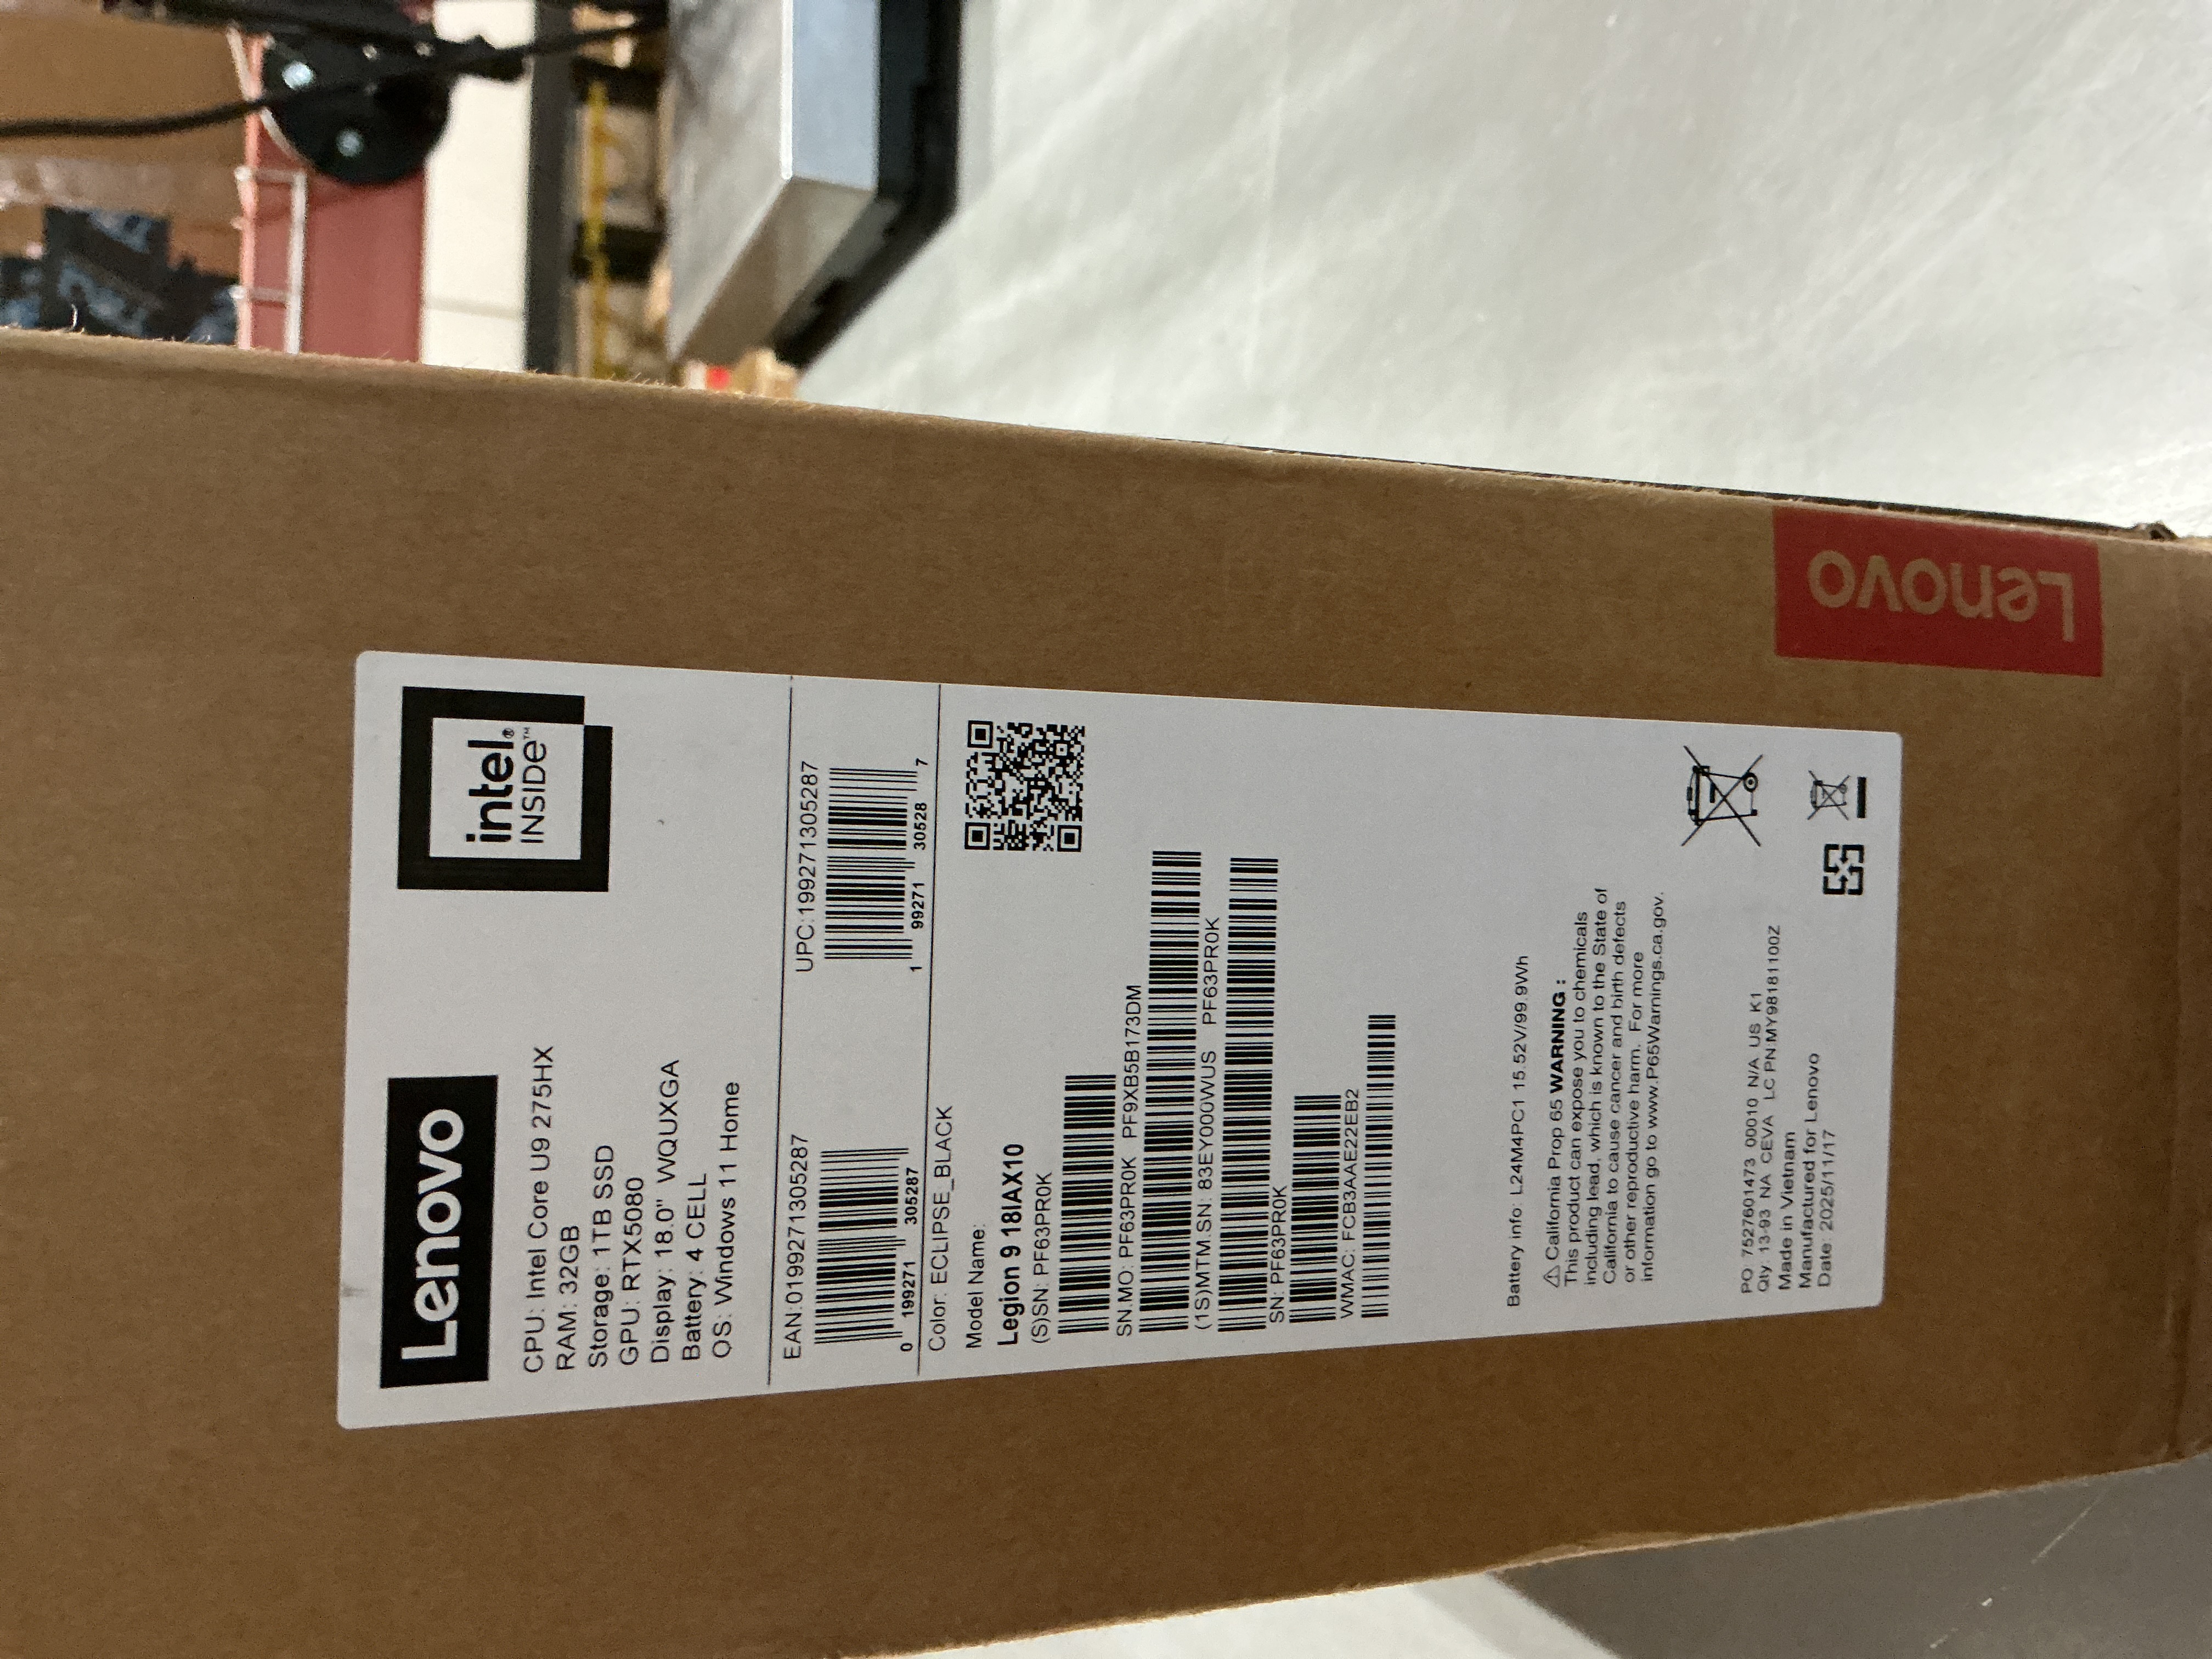 Lenovo
intel®
INSIDE™
CPU: Intel Core U9 275HX
RAM: 32GB
Storage: 1TB SSD
GPU: RTX5080
Display: 18.0" WQUXGA
Battery: 4 CELL
OS: Windows 11 Home
EAN:0199271305287
0 199271 305287
UPC:199271305287
1 99271 30528 7
Color: ECLIPSE_BLACK
Model Name:
Legion 9 18IAX10
(S)SN: PF63PR0K
SN.MO: PF63PR0K PF9XB5B173DM
(1S)MTM.SN: 83EY000WUS PF63PR0K
SN: PF63PR0K
WMAC: FCB3AAE22EB2
Battery info: L24M4PC1 15.52V/99.9Wh
⚠ California Prop 65 WARNING :
This product can expose you to chemicals
including lead, which is known to the State of
California to cause cancer and birth defects
or other reproductive harm. For more
information go to www.P65Warnings.ca.gov.
PO 7527601473 00010 N/A US K1
Qty. 13-93 NA CEVA LC PN:MY98181100Z
Made in Vietnam
Manufactured for Lenovo
Date: 2025/11/17
Lenovo